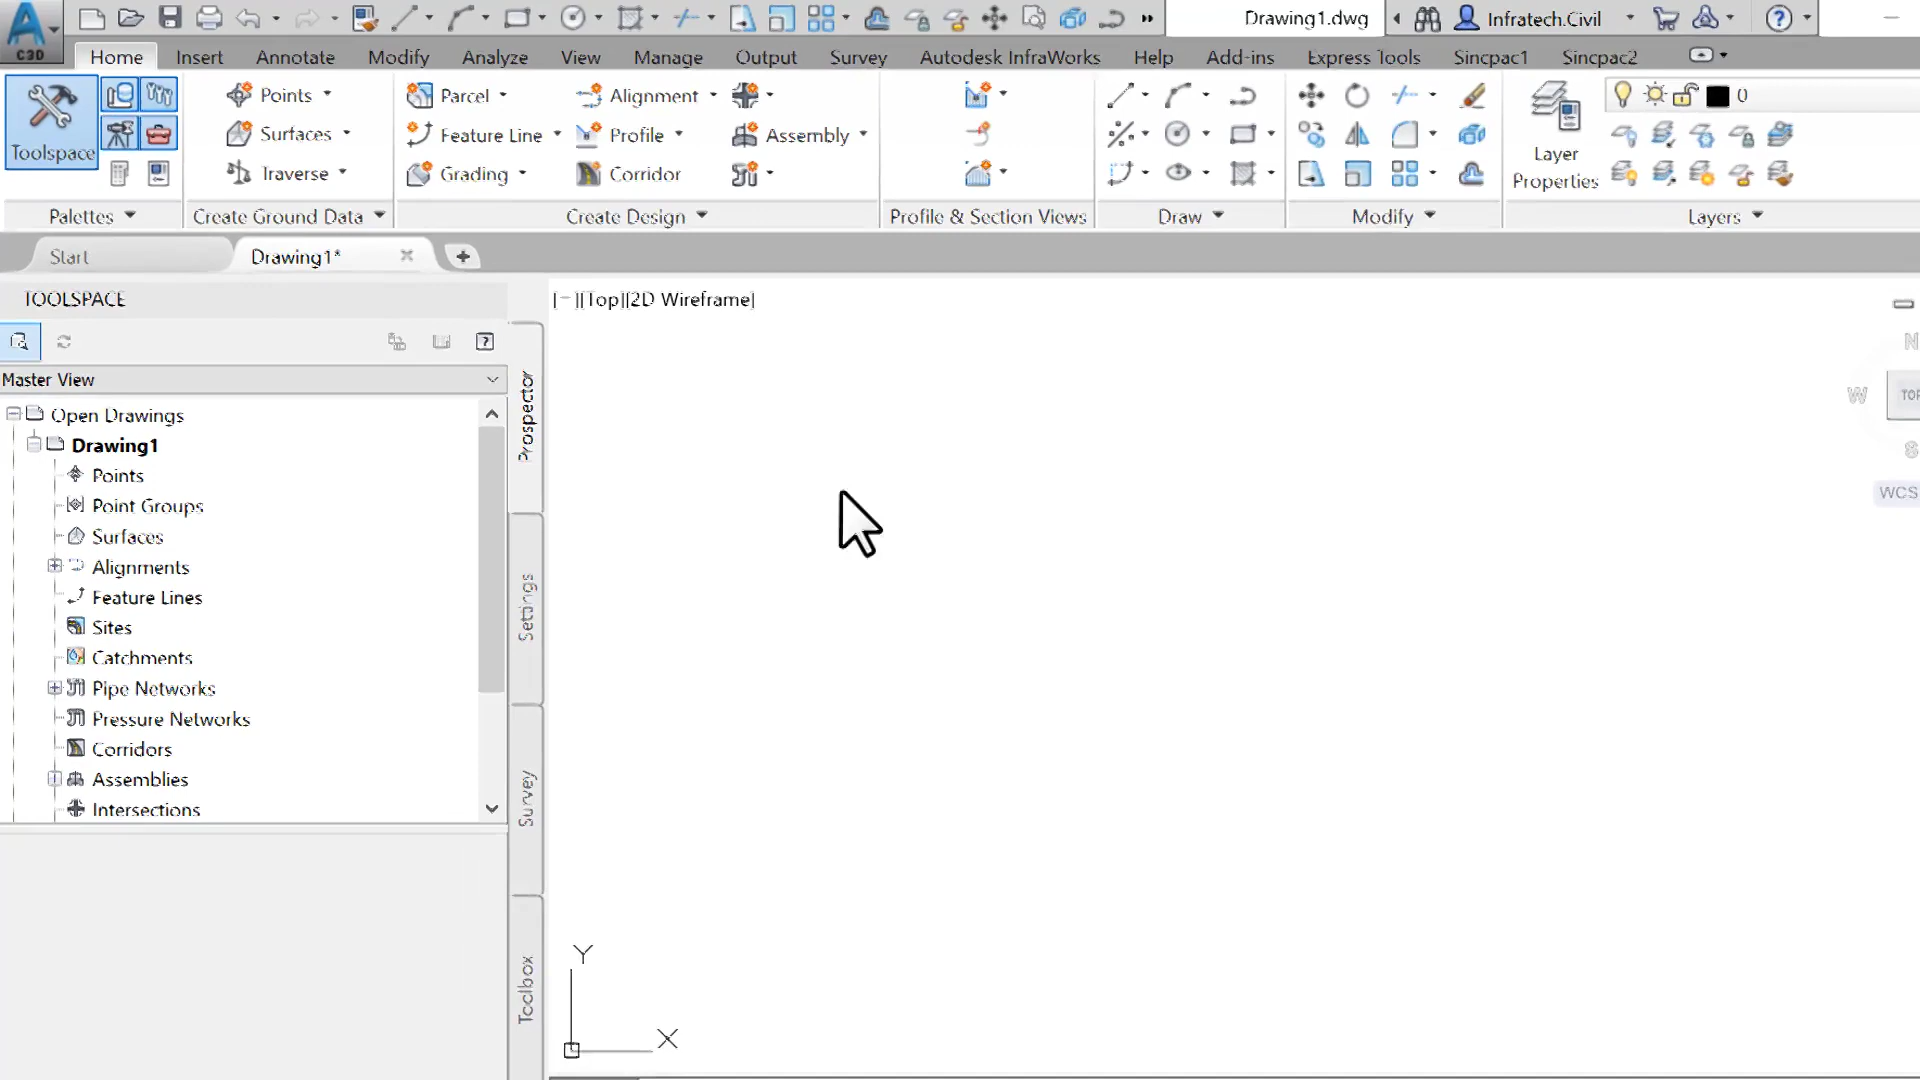 C3D
Drawing1.dwg
Infratech.Civil
Home Insert Annotate Modify Analyze View Manage Output Survey Autodesk InfraWorks Help Add-ins Express Tools Sincpac1 Sincpac2
Toolspace
Points
Surfaces
Traverse
Parcel
Feature Line
Grading
Alignment
Profile
Corridor
Assembly
Layer
Properties
0
Palettes
Create Ground Data
Create Design
Profile & Section Views
Draw
Modify
Layers
Start
Drawing1*
TOOLSPACE
Master View
Open Drawings
Drawing1
Points
Point Groups
Surfaces
Alignments
Feature Lines
Sites
Catchments
Pipe Networks
Pressure Networks
Corridors
Assemblies
Intersections
Prospector
Settings
Survey
Toolbox
[−][Top][2D Wireframe]
N
W
TOP
S
WCS
Y
X